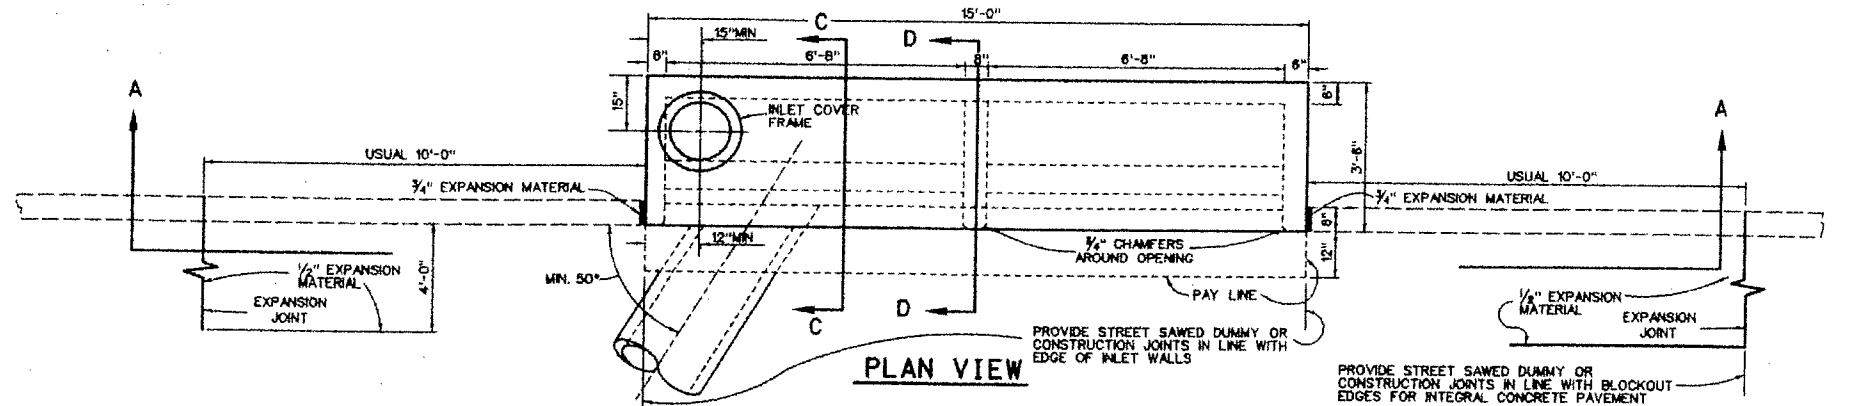 15'-0"
C
15"MIN
D
6"
6'-8"
8"
6'-8"
6"
A
15"
INLET COVER
FRAME
6"
A
USUAL 10'-0"
3'-6"
USUAL 10'-0"
3/4" EXPANSION MATERIAL
3/4" EXPANSION MATERIAL
8"
12"MIN
3/4" CHAMFERS
AROUND OPENING
12"
1/2" EXPANSION
MATERIAL
4'-0"
MIN. 50°
PAY LINE
1/2" EXPANSION
MATERIAL
EXPANSION
JOINT
EXPANSION
JOINT
C
D
PROVIDE STREET SAWED DUMMY OR
CONSTRUCTION JOINTS IN LINE WITH
EDGE OF INLET WALLS
PLAN VIEW
PROVIDE STREET SAWED DUMMY OR
CONSTRUCTION JOINTS IN LINE WITH BLOCKOUT
EDGES FOR INTEGRAL CONCRETE PAVEMENT